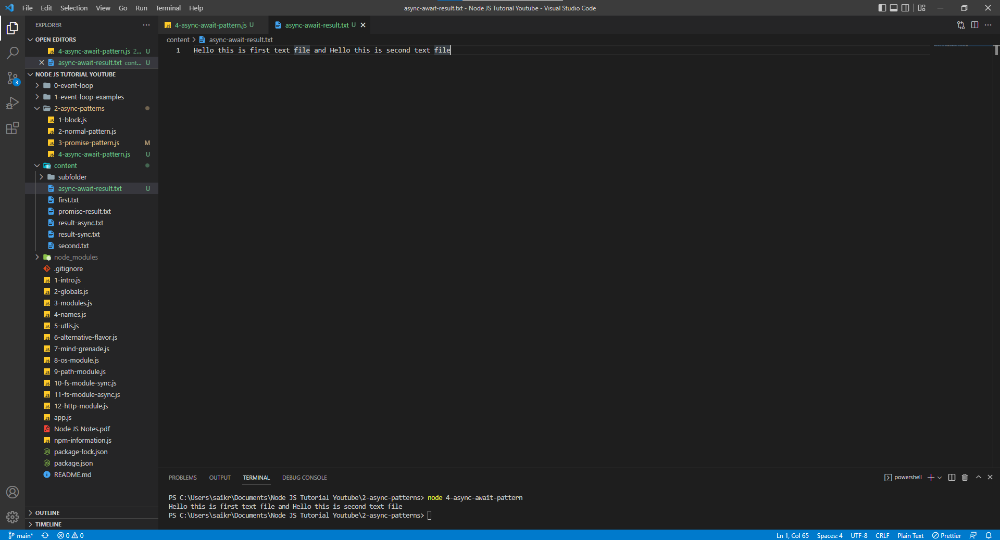 File Edit Selection View Go Run Terminal Help
async-await-result.txt - Node JS Tutorial Youtube - Visual Studio Code
EXPLORER
OPEN EDITORS
4-async-await-pattern.js 2... U
async-await-result.txt cont... U
NODE JS TUTORIAL YOUTUBE
0-event-loop
1-event-loop-examples
2-async-patterns
1-block.js
2-normal-pattern.js
3-promise-pattern.js M
4-async-await-pattern.js U
content
subfolder
async-await-result.txt U
first.txt
promise-result.txt
result-async.txt
result-sync.txt
second.txt
node_modules
.gitignore
1-intro.js
2-globals.js
3-modules.js
4-names.js
5-utlis.js
6-alternative-flavor.js
7-mind-grenade.js
8-os-module.js
9-path-module.js
10-fs-module-sync.js
11-fs-module-async.js
12-http-module.js
app.js
Node JS Notes.pdf
npm-information.js
package-lock.json
package.json
README.md
OUTLINE
TIMELINE
3
4-async-await-pattern.js U
async-await-result.txt U
content > async-await-result.txt
1 Hello this is first text file and Hello this is second text file
PROBLEMS OUTPUT TERMINAL DEBUG CONSOLE
powershell
PS C:\Users\saikr\Documents\Node JS Tutorial Youtube\2-async-patterns> node 4-async-await-pattern
Hello this is first text file and Hello this is second text file
PS C:\Users\saikr\Documents\Node JS Tutorial Youtube\2-async-patterns>
main* 0 0
Ln 1, Col 65 Spaces: 4 UTF-8 CRLF Plain Text Prettier